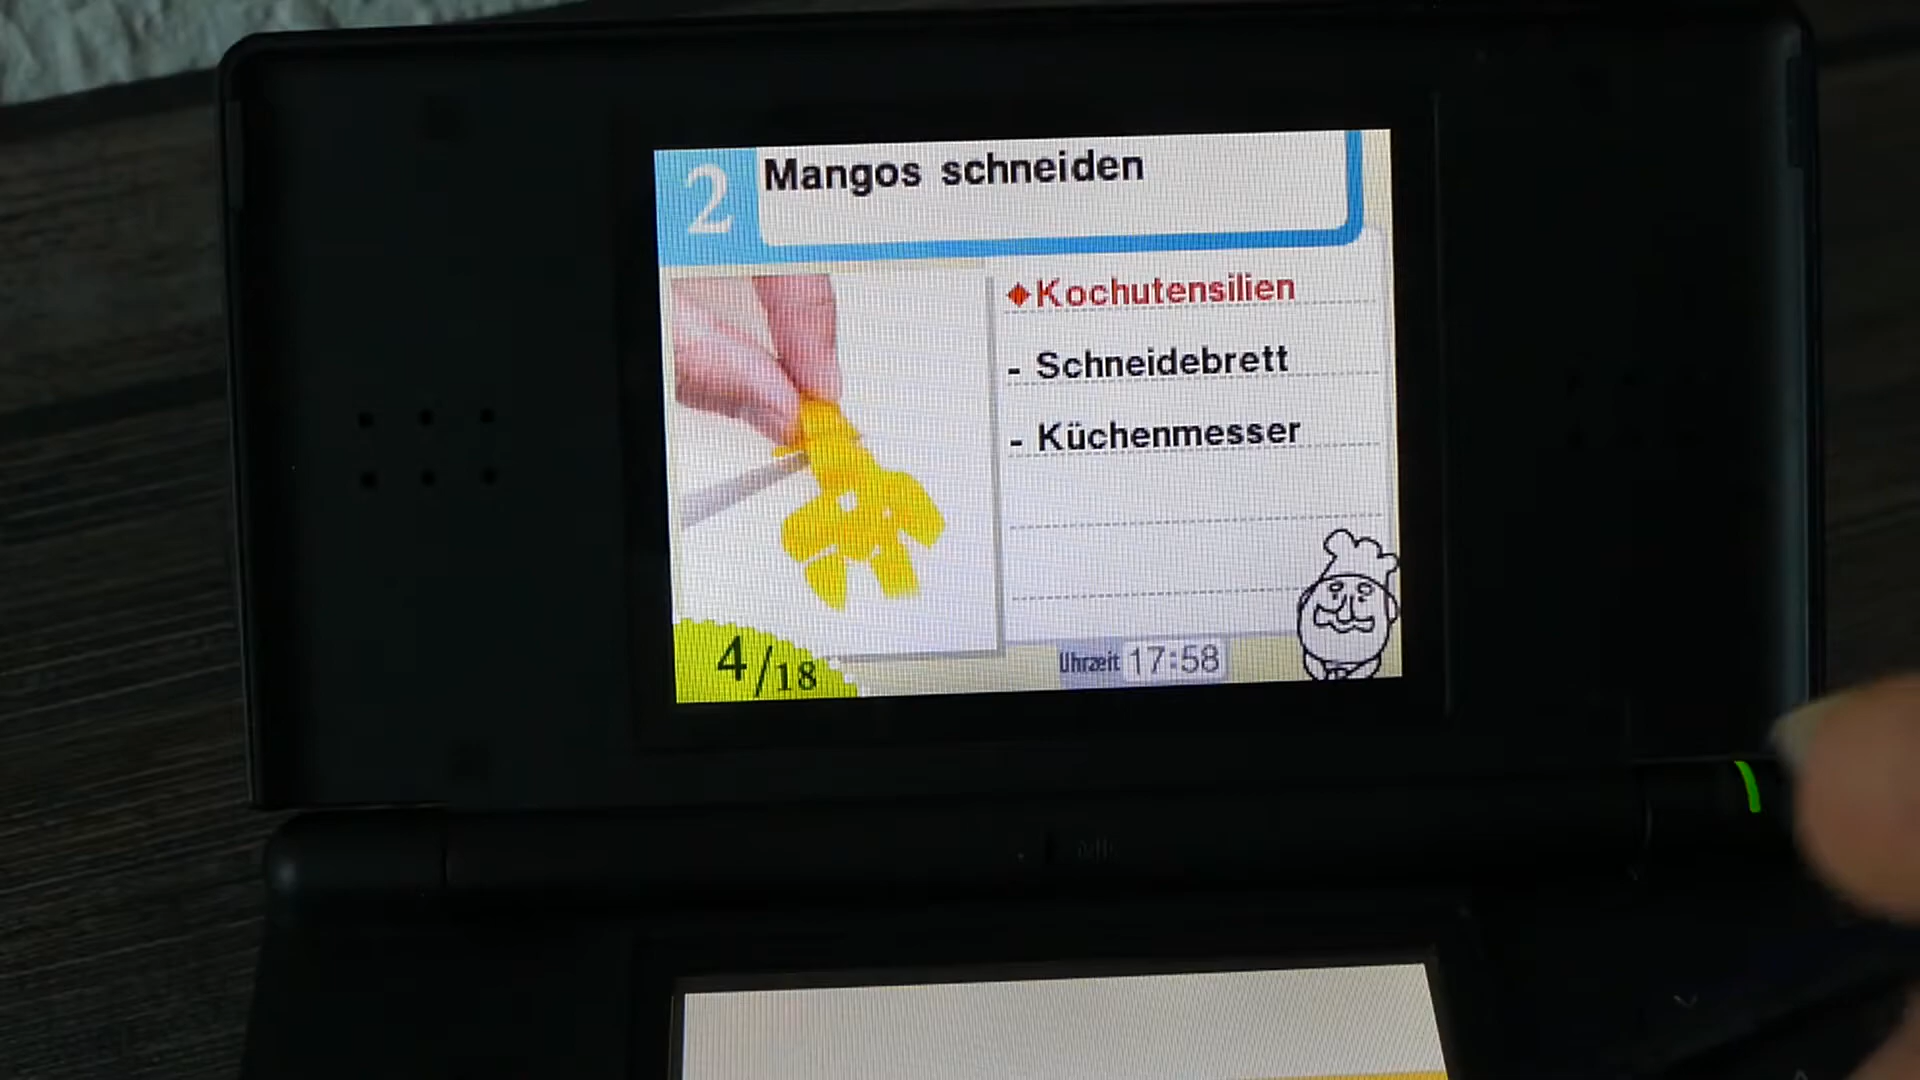 2 Mangos schneiden
◆Kochutensilien
- Schneidebrett
- Küchenmesser
4/18
Uhrzeit 17:58